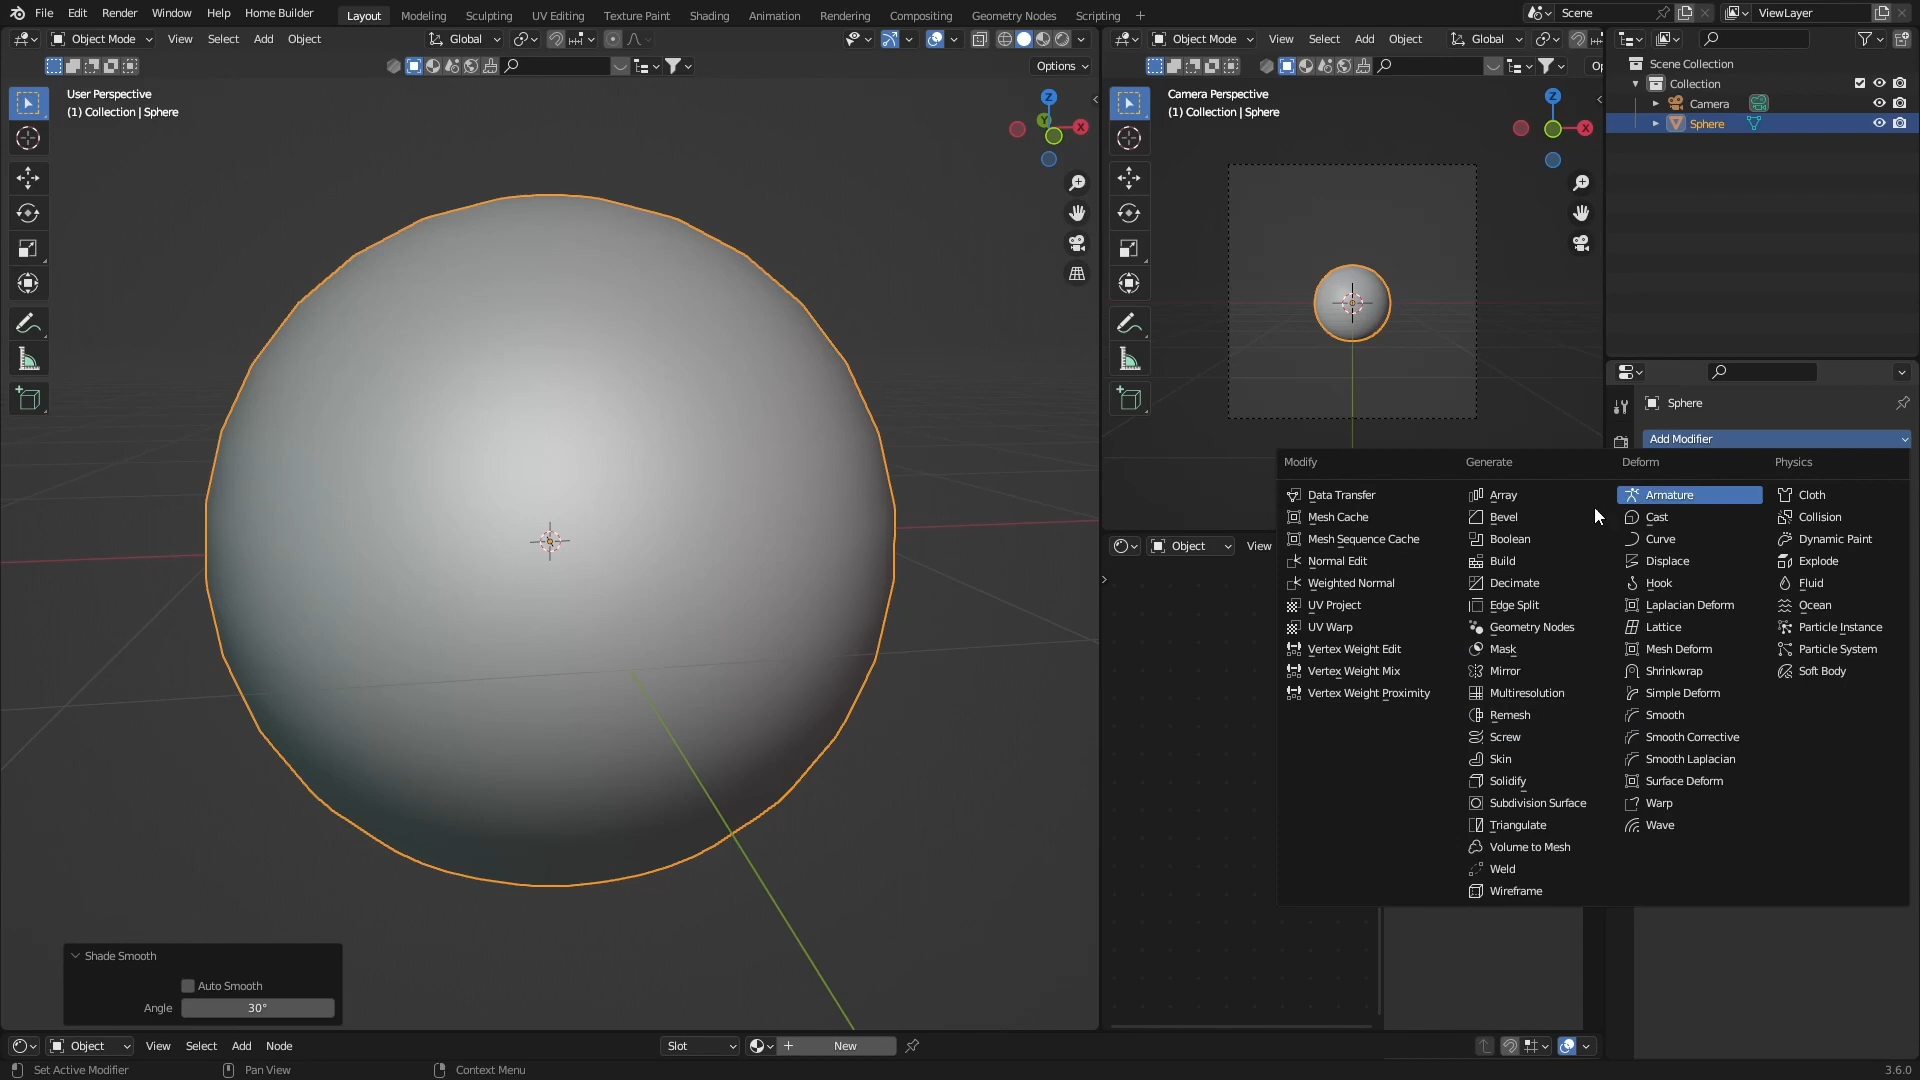 File Edit Render Window Help Home Builder Layout Modeling Sculpting UV Editing Texture Paint Shading Animation Rendering Compositing Geometry Nodes Scripting + Scene ViewLayer
Object Mode View Select Add Object Global
Object Mode View Select Add Object Global
Options
Op
User Perspective
(1) Collection | Sphere
Z
Y
X
Camera Perspective
(1) Collection | Sphere
Z
X
Scene Collection
Collection
Camera
Sphere
Sphere
Add Modifier
Modify
Data Transfer
Mesh Cache
Mesh Sequence Cache
Normal Edit
Weighted Normal
UV Project
UV Warp
Vertex Weight Edit
Vertex Weight Mix
Vertex Weight Proximity
Generate
Array
Bevel
Boolean
Build
Decimate
Edge Split
Geometry Nodes
Mask
Mirror
Multiresolution
Remesh
Screw
Skin
Solidify
Subdivision Surface
Triangulate
Volume to Mesh
Weld
Wireframe
Deform
Armature
Cast
Curve
Displace
Hook
Laplacian Deform
Lattice
Mesh Deform
Shrinkwrap
Simple Deform
Smooth
Smooth Corrective
Smooth Laplacian
Surface Deform
Warp
Wave
Physics
Cloth
Collision
Dynamic Paint
Explode
Fluid
Ocean
Particle Instance
Particle System
Soft Body
Object View
Shade Smooth
Auto Smooth
Angle 30°
Object View Select Add Node Slot New
Set Active Modifier Pan View Context Menu 3.6.0